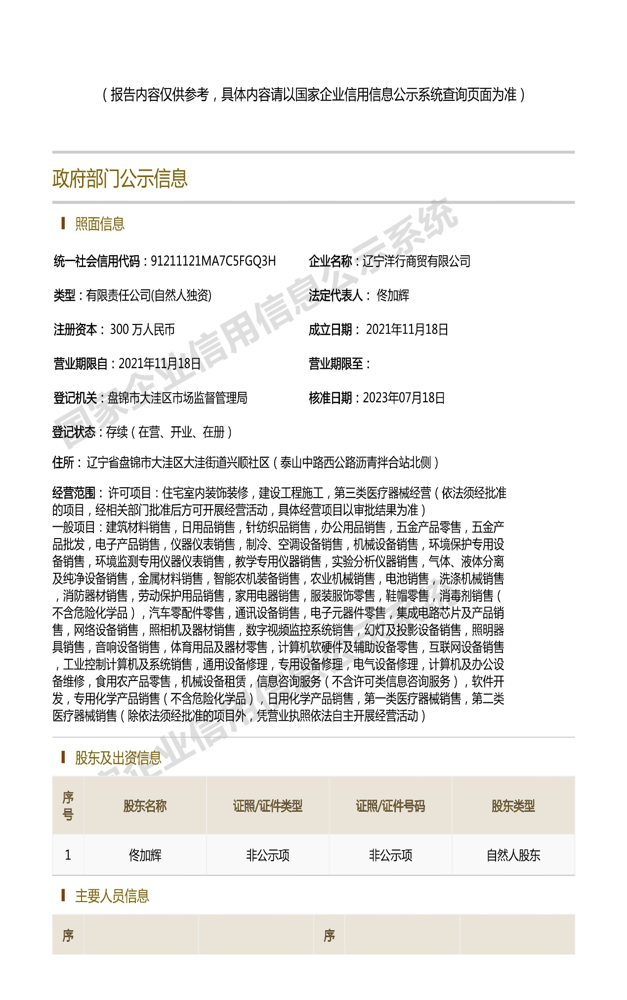 （报告内容仅供参考，具体内容请以国家企业信用信息公示系统查询页面为准）
政府部门公示信息
照面信息
统一社会信用代码：91211121MA7C5FGQ3H 企业名称：辽宁洋行商贸有限公司
类型：有限责任公司(自然人独资) 法定代表人： 佟加辉
注册资本： 300 万人民币 成立日期： 2021年11月18日
营业期限自：2021年11月18日 营业期限至：
登记机关：盘锦市大洼区市场监督管理局 核准日期：2023年07月18日
登记状态：存续（在营、开业、在册）
住所： 辽宁省盘锦市大洼区大洼街道兴顺社区（泰山中路西公路沥青拌合站北侧）
经营范围： 许可项目：住宅室内装饰装修，建设工程施工，第三类医疗器械经营（依法须经批准
的项目，经相关部门批准后方可开展经营活动，具体经营项目以审批结果为准）
一般项目：建筑材料销售，日用品销售，针纺织品销售，办公用品销售，五金产品零售，五金产
品批发，电子产品销售，仪器仪表销售，制冷、空调设备销售，机械设备销售，环境保护专用设
备销售，环境监测专用仪器仪表销售，教学专用仪器销售，实验分析仪器销售，气体、液体分离
及纯净设备销售，金属材料销售，智能农机装备销售，农业机械销售，电池销售，洗涤机械销售
，消防器材销售，劳动保护用品销售，家用电器销售，服装服饰零售，鞋帽零售，消毒剂销售（
不含危险化学品），汽车零配件零售，通讯设备销售，电子元器件零售，集成电路芯片及产品销
售，网络设备销售，照相机及器材销售，数字视频监控系统销售，幻灯及投影设备销售，照明器
具销售，音响设备销售，体育用品及器材零售，计算机软硬件及辅助设备零售，互联网设备销售
，工业控制计算机及系统销售，通用设备修理，专用设备修理，电气设备修理，计算机及办公设
备维修，食用农产品零售，机械设备租赁，信息咨询服务（不含许可类信息咨询服务），软件开
发，专用化学产品销售（不含危险化学品），日用化学产品销售，第一类医疗器械销售，第二类
医疗器械销售（除依法须经批准的项目外，凭营业执照依法自主开展经营活动）
股东及出资信息
序号 股东名称 证照/证件类型 证照/证件号码 股东类型
1 佟加辉 非公示项 非公示项 自然人股东
主要人员信息
序 序
国家企业信用信息公示系统
家企业信用信息公示系统